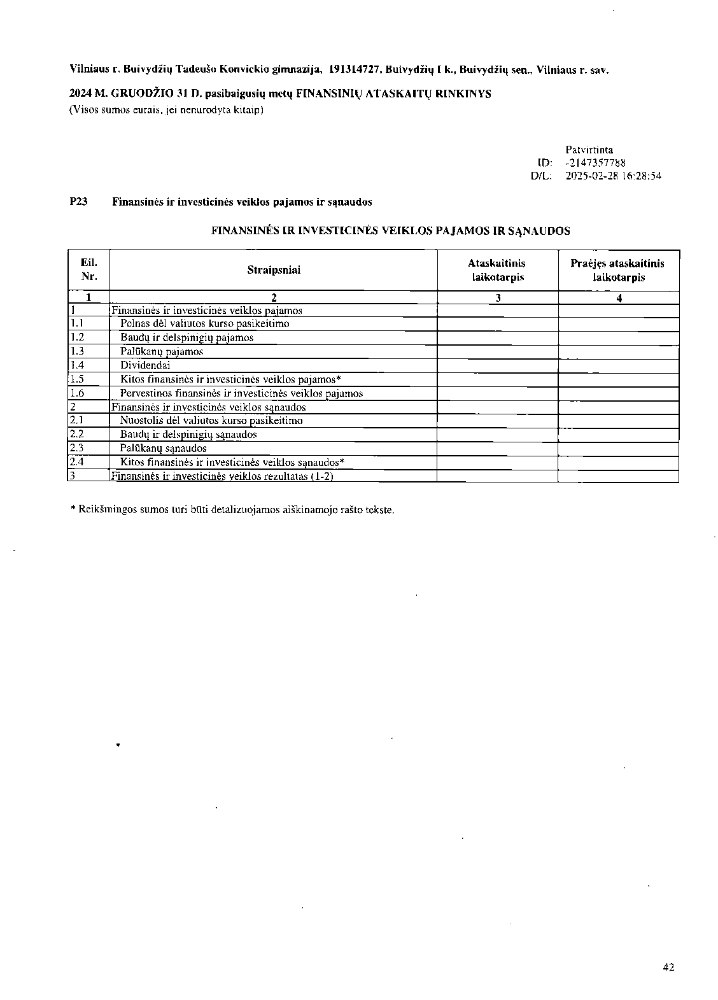 Vilniaus r. Buivydžių Tadeušo Konvickio gimnazija, 191314727, Buivydžių I k., Buivydžių sen., Vilniaus r. sav.
2024 M. GRUODŽIO 31 D. pasibaigusių metų FINANSINIŲ ATASKAITŲ RINKINYS
(Visos sumos eurais, jei nenurodyta kitaip)
Patvirtinta
ID: -2147357788
D/L: 2025-02-28 16:28:54
P23 Finansinės ir investicinės veiklos pajamos ir sąnaudos
FINANSINĖS IR INVESTICINĖS VEIKLOS PAJAMOS IR SĄNAUDOS
Eil. Nr. Straipsniai Ataskaitinis laikotarpis Praėjęs ataskaitinis laikotarpis
1 2 3 4
1 Finansinės ir investicinės veiklos pajamos
1.1 Pelnas dėl valiutos kurso pasikeitimo
1.2 Baudų ir delspinigių pajamos
1.3 Palūkanų pajamos
1.4 Dividendai
1.5 Kitos finansinės ir investicinės veiklos pajamos*
1.6 Pervestinos finansinės ir investicinės veiklos pajamos
2 Finansinės ir investicinės veiklos sąnaudos
2.1 Nuostolis dėl valiutos kurso pasikeitimo
2.2 Baudų ir delspinigių sąnaudos
2.3 Palūkanų sąnaudos
2.4 Kitos finansinės ir investicinės veiklos sąnaudos*
3 Finansinės ir investicinės veiklos rezultatas (1-2)
* Reikšmingos sumos turi būti detalizuojamos aiškinamojo rašto tekste.
42